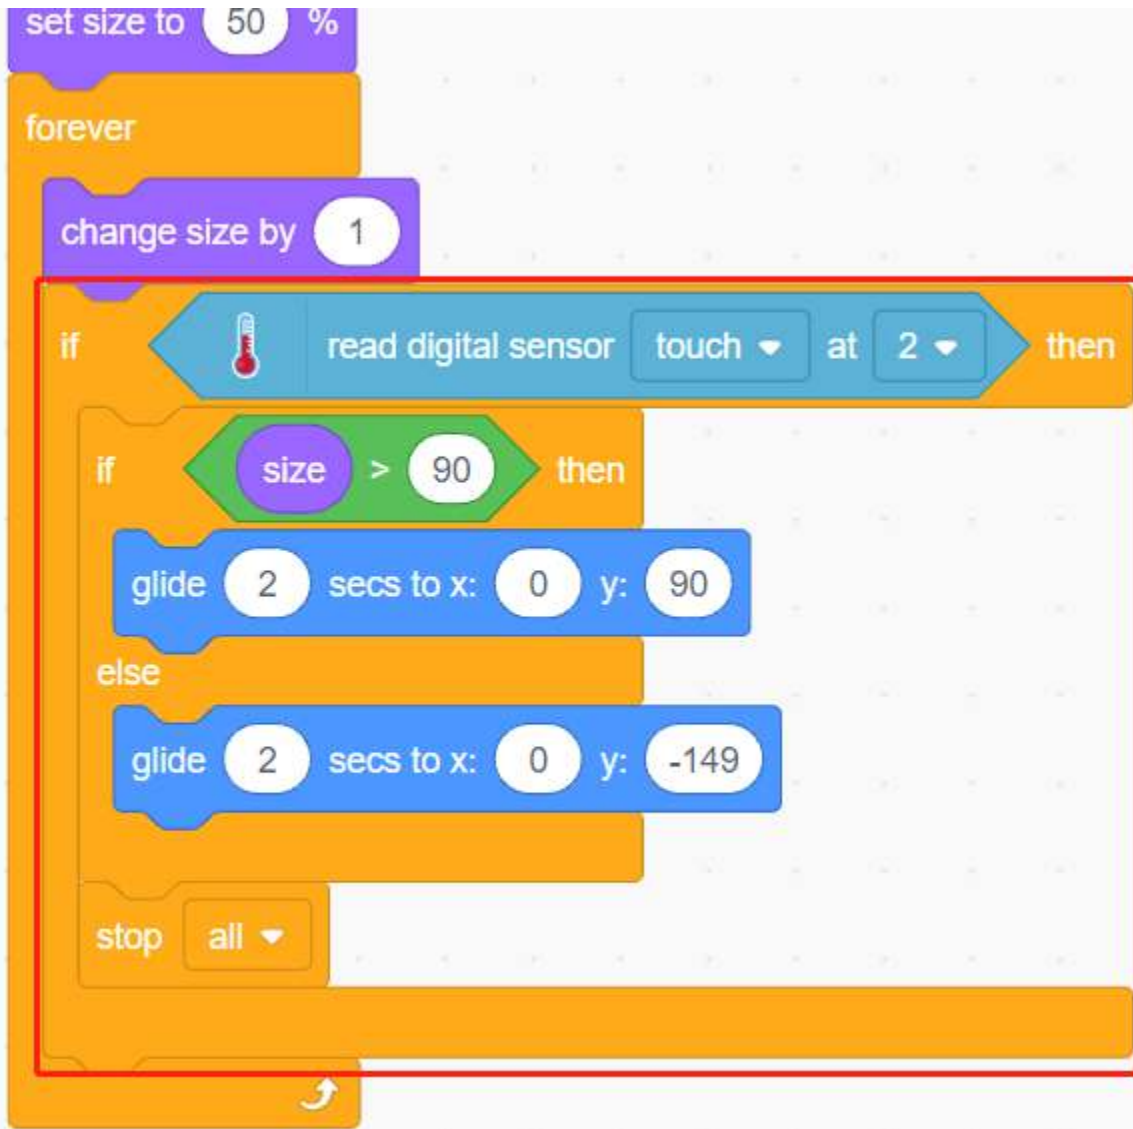 set size to 50 %
forever
change size by 1
if read digital sensor touch at 2 then
if size > 90 then
glide 2 secs to x: 0 y: 90
else
glide 2 secs to x: 0 y: -149
stop all